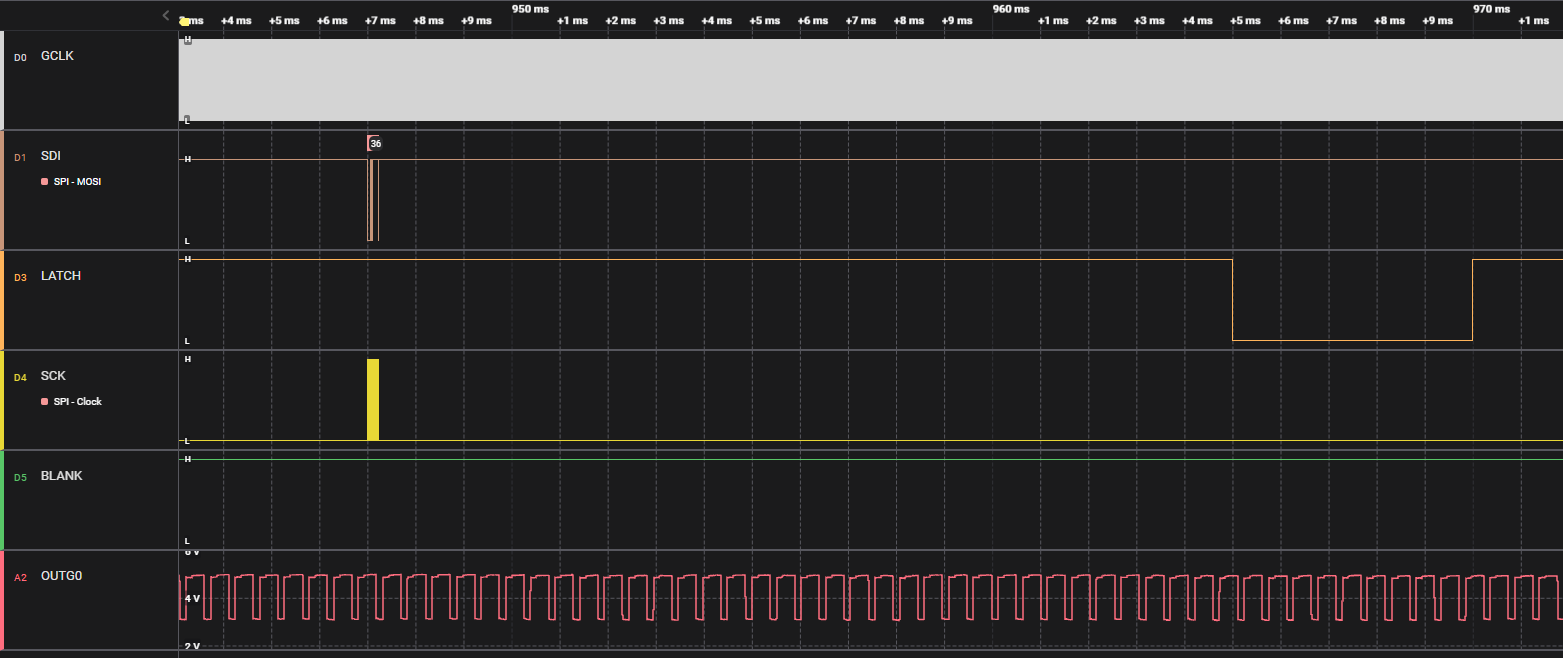 950 ms 960 ms 970 ms
+4 ms +5 ms +6 ms +7 ms +8 ms +9 ms +1 ms +2 ms +3 ms +4 ms +5 ms +6 ms +7 ms +8 ms +9 ms +1 ms +2 ms +3 ms +4 ms +5 ms +6 ms +7 ms +8 ms +9 ms +1 ms
H
D0 GCLK
L
36
D1 SDI H
SPI - MOSI
L
H
D3 LATCH
L
H
D4 SCK
SPI - Clock
L
H
D5 BLANK
L
A2 OUTG0
4 V
2 V